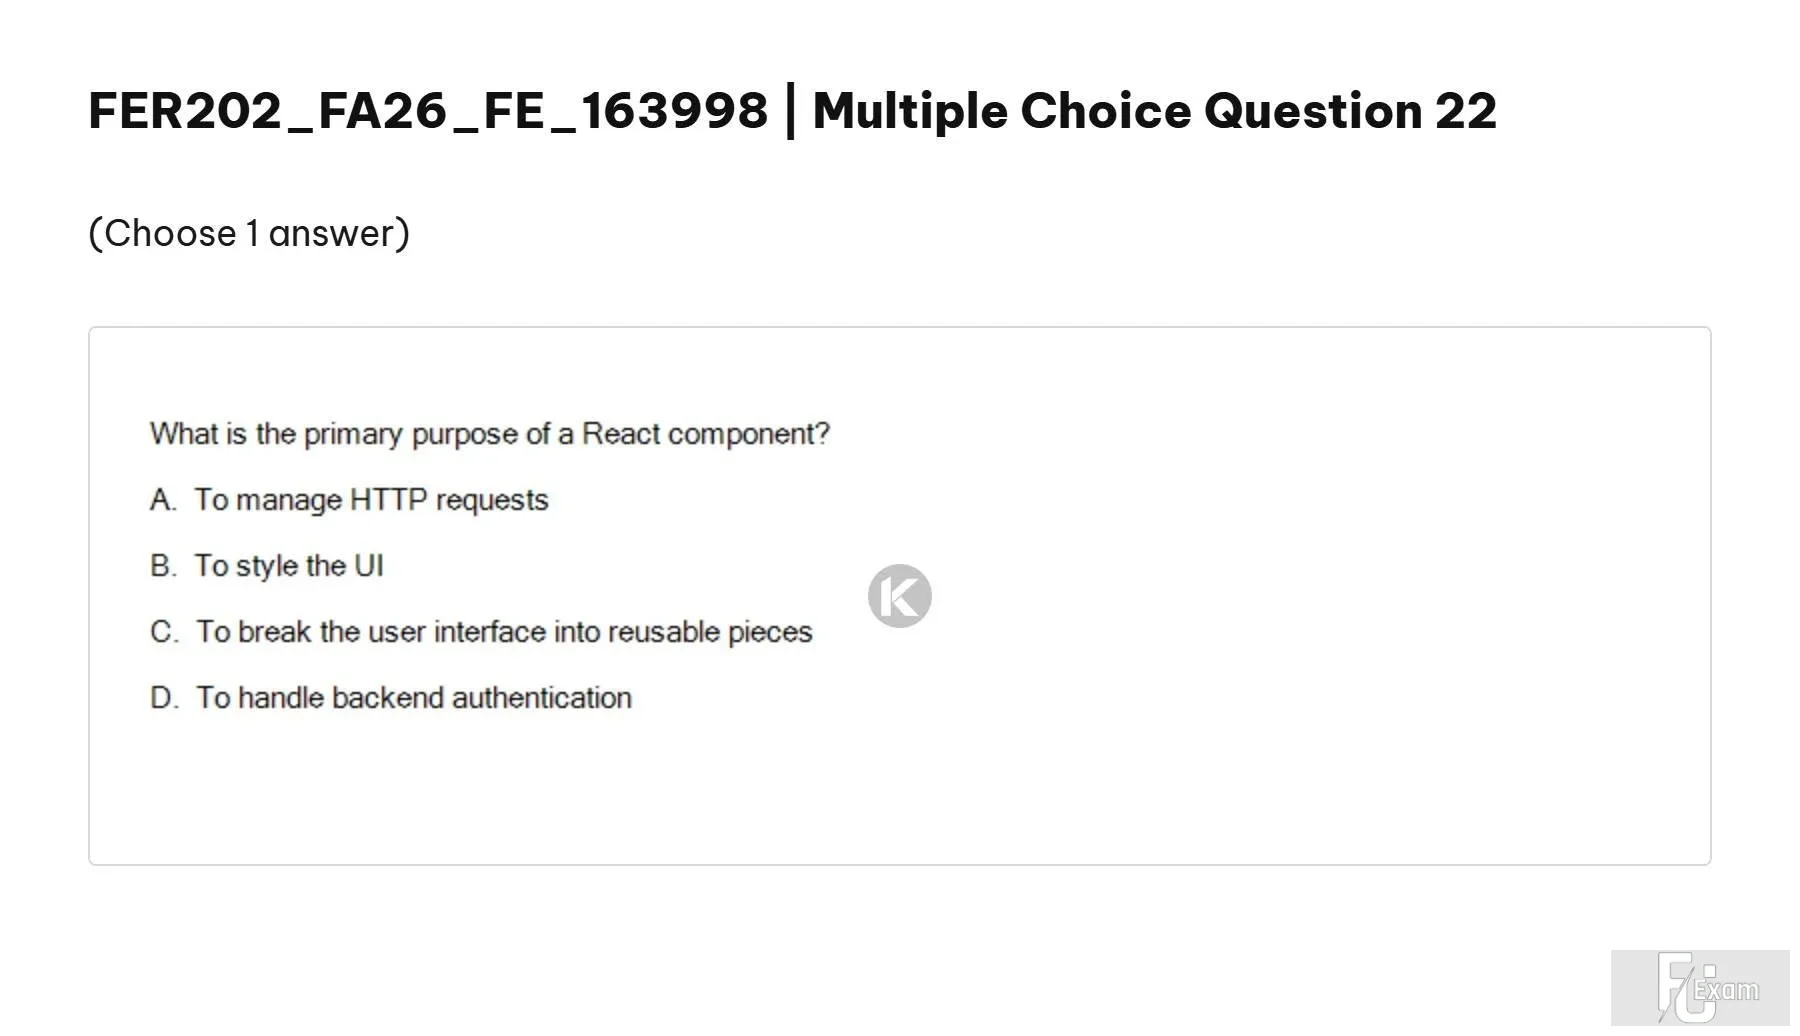 FER202_FA26_FE_163998 | Multiple Choice Question 22
(Choose 1 answer)
What is the primary purpose of a React component?
A. To manage HTTP requests
B. To style the UI
C. To break the user interface into reusable pieces
D. To handle backend authentication
K
FU Exam